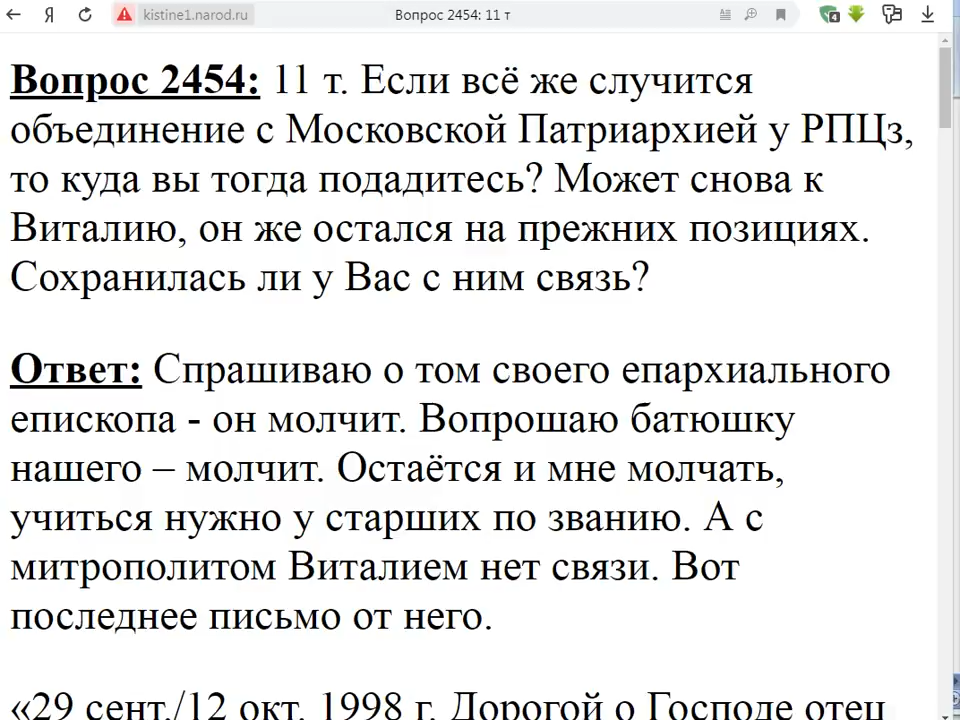 Я kistine1.narod.ru Вопрос 2454: 11 т 4
Вопрос 2454: 11 т. Если всё же случится
объединение с Московской Патриархией у РПЦз,
то куда вы тогда подадитесь? Может снова к
Виталию, он же остался на прежних позициях.
Сохранилась ли у Вас с ним связь?
Ответ: Спрашиваю о том своего епархиального
епископа - он молчит. Вопрошаю батюшку
нашего – молчит. Остаётся и мне молчать,
учиться нужно у старших по званию. А с
митрополитом Виталием нет связи. Вот
последнее письмо от него.
«29 сент./12 окт. 1998 г. Дорогой о Господе отец